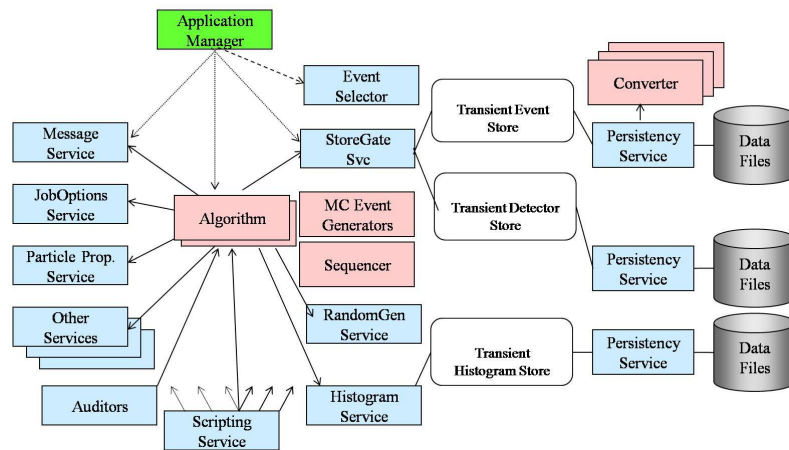 Application
Manager
Event
Selector
Converter
Transient Event
Store
Message
Service
StoreGate
Svc
Persistency
Service
Data
Files
JobOptions
Service
Algorithm
MC Event
Generators
Transient Detector
Store
Particle Prop.
Service
Sequencer
Persistency
Service
Data
Files
Other
Services
RandomGen
Service
Transient
Histogram Store
Persistency
Service
Data
Files
Auditors
Scripting
Service
Histogram
Service